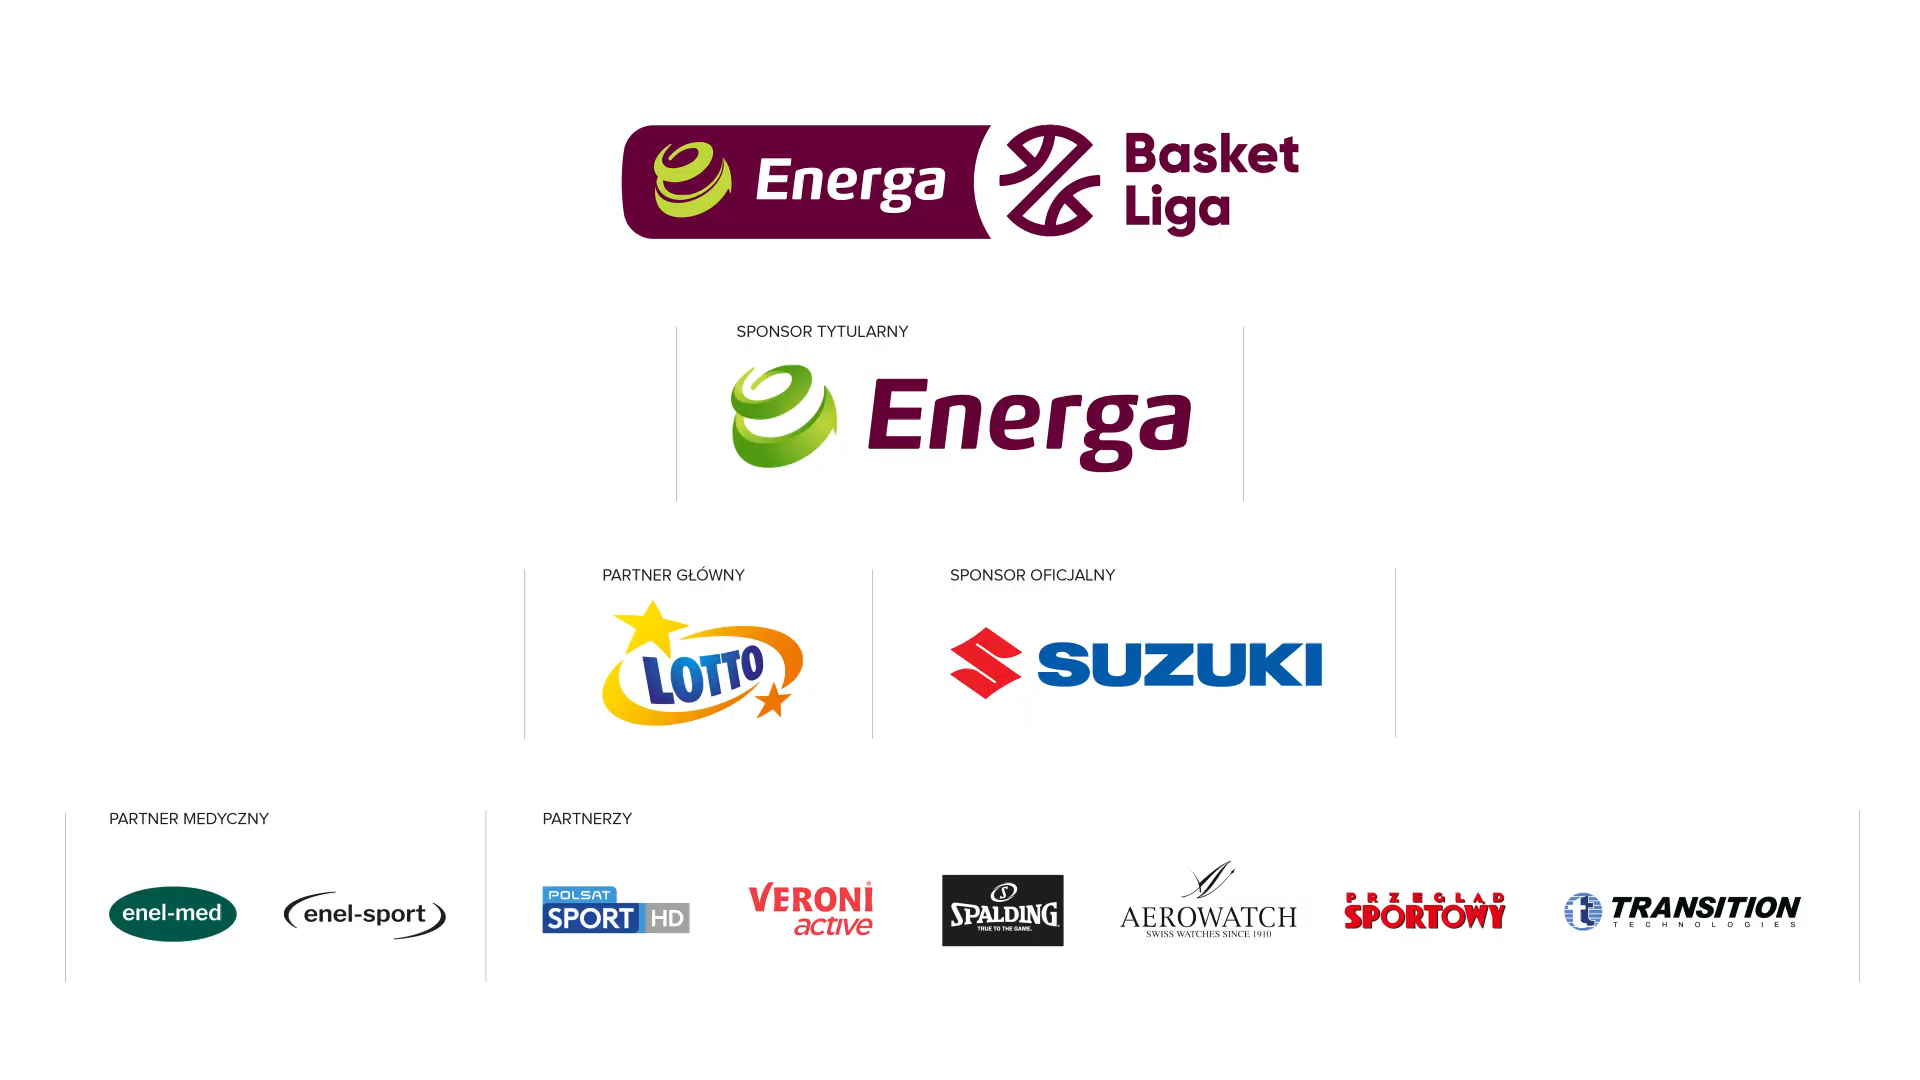 Energa
Basket
Liga
SPONSOR TYTULARNY
Energa
PARTNER GŁÓWNY
LOTTO
SPONSOR OFICJALNY
SUZUKI
PARTNER MEDYCZNY
enel-med
enel-sport
PARTNERZY
POLSAT
SPORT HD
VERONI®
active
SPALDING
TRUE TO THE GAME.
AEROWATCH
SWISS WATCHES SINCE 1910
PRZEGLĄD
SPORTOWY
TRANSITION
TECHNOLOGIES